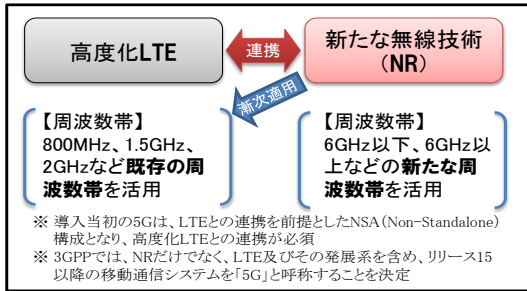 高度化LTE
連携
新たな無線技術
（NR）
漸次適用
【周波数帯】
800MHz、1.5GHz、
2GHzなど既存の周
波数帯を活用
【周波数帯】
6GHz以下、6GHz以
上などの新たな周
波数帯を活用
※ 導入当初の5Gは、LTEとの連携を前提としたNSA（Non-Standalone）
構成となり、高度化LTEとの連携が必須
※ 3GPPでは、NRだけでなく、LTE及びその発展系を含め、リリース15
以降の移動通信システムを「5G」と呼称することを決定